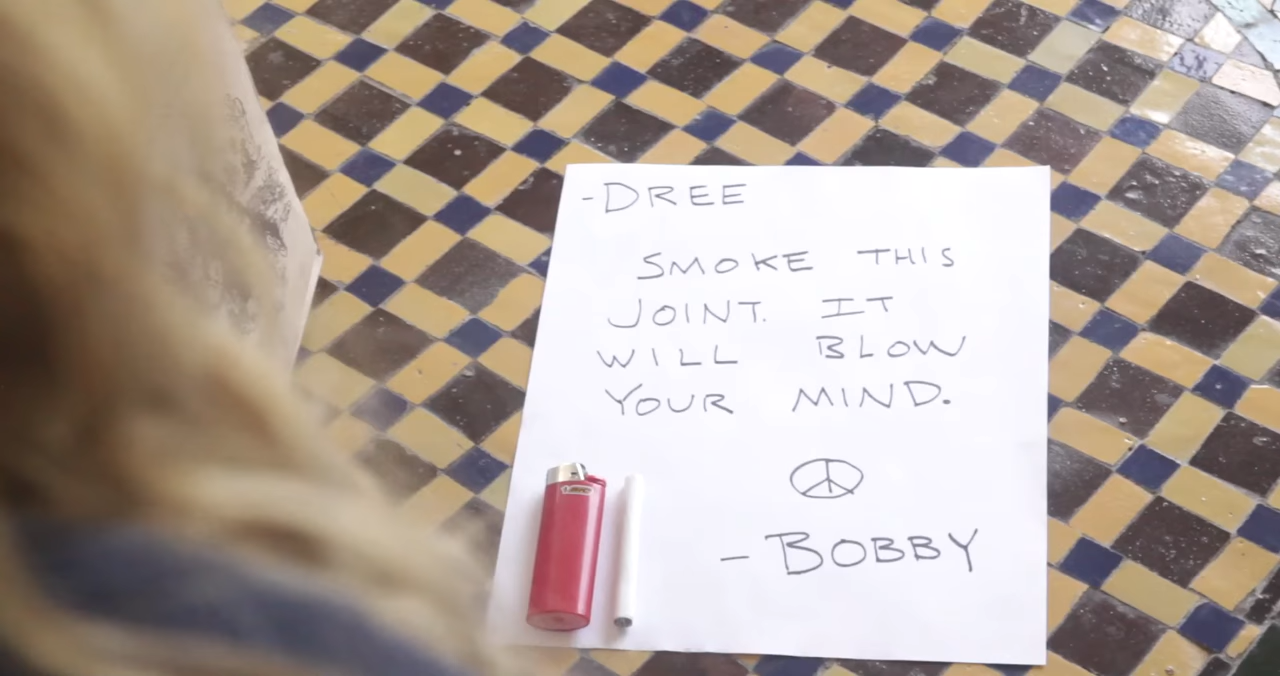 -DREE
SMOKE THIS
JOINT. IT
WILL BLOW
YOUR MIND.
-BOBBY